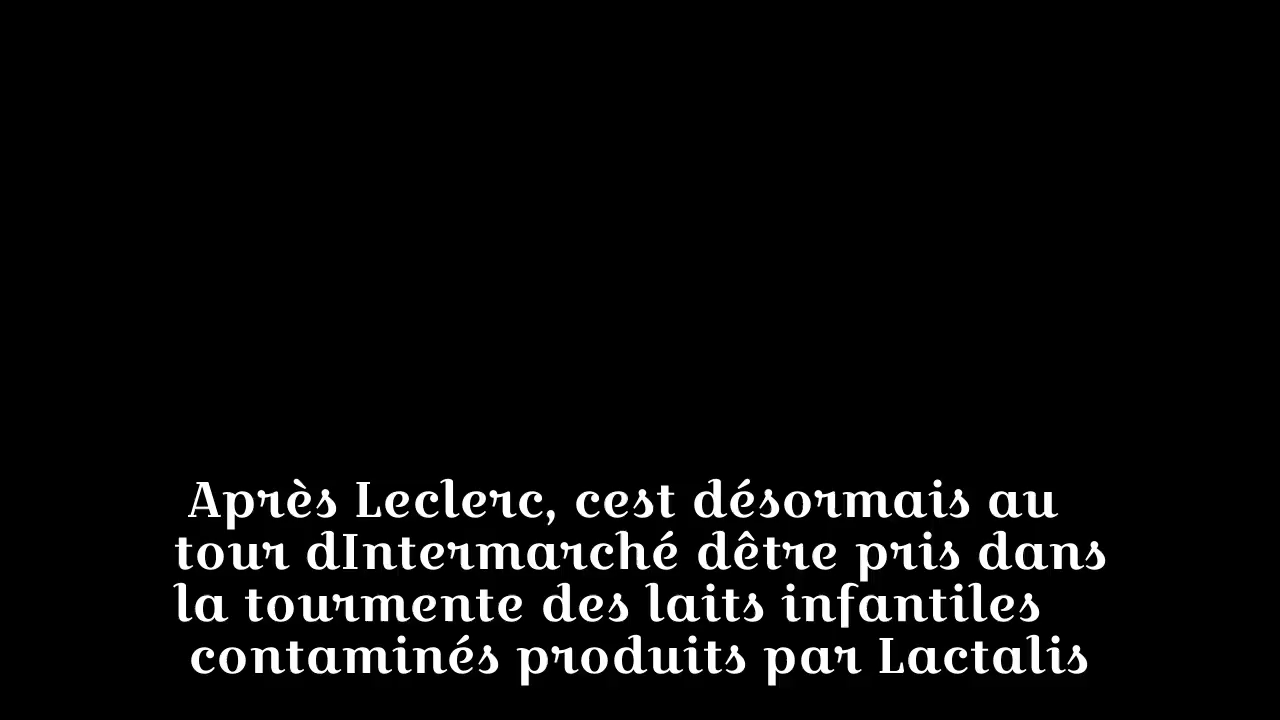 Après Leclerc, cest désormais au
tour dIntermarché dêtre pris dans
la tourmente des laits infantiles
contaminés produits par Lactalis